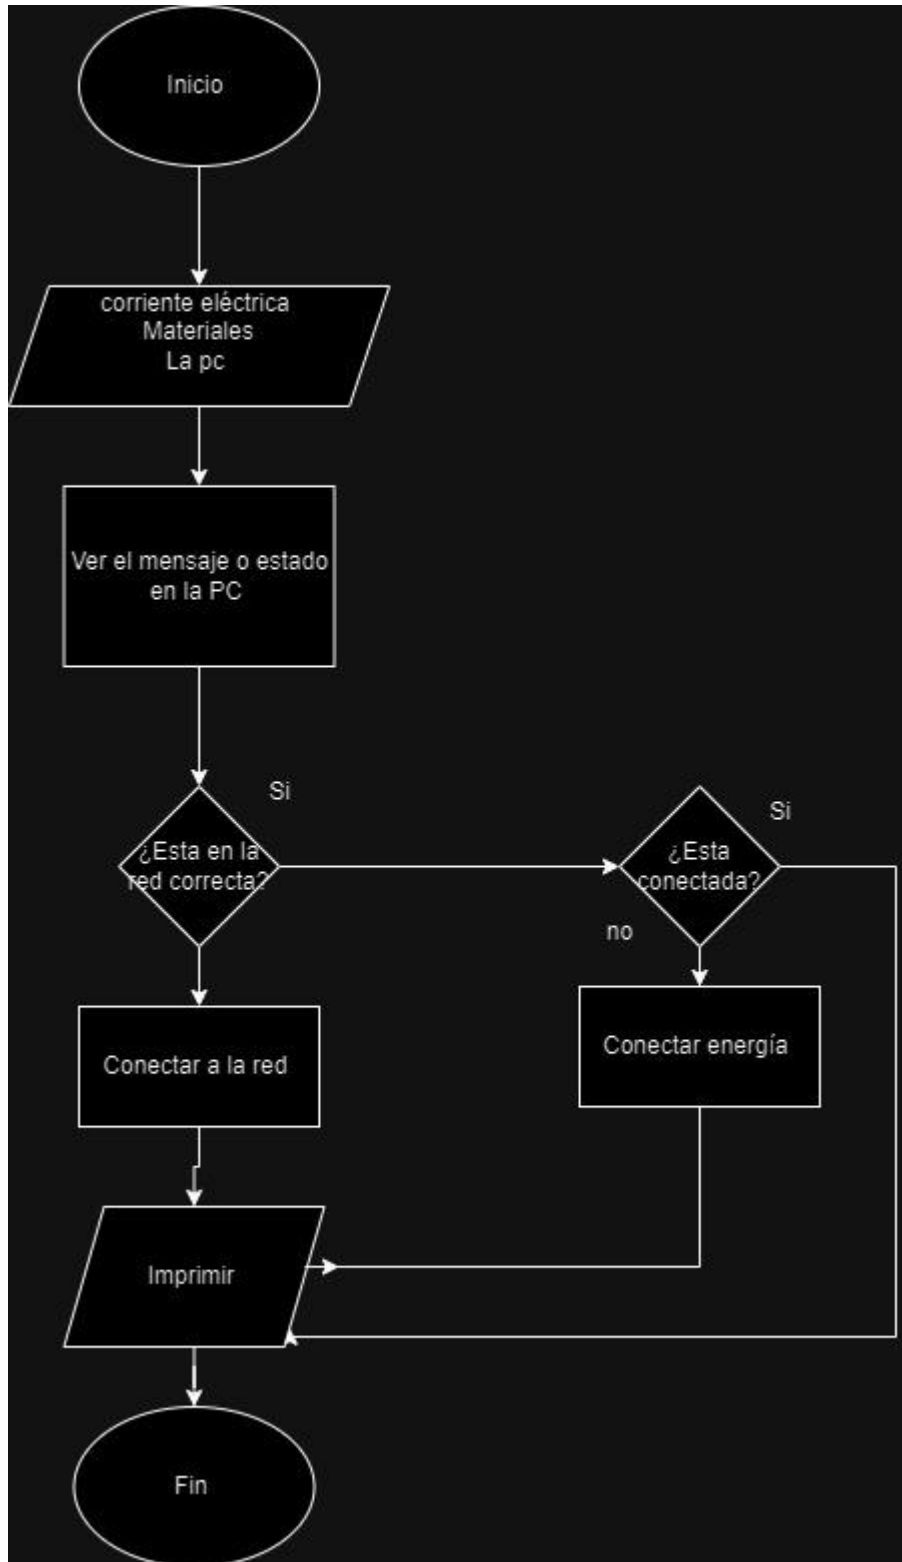 Inicio
corriente eléctrica
Materiales
La pc
Ver el mensaje o estado
en la PC
Si
¿Esta en la
red correcta?
Si
¿Esta
conectada?
no
Conectar a la red
Conectar energía
Imprimir
Fin